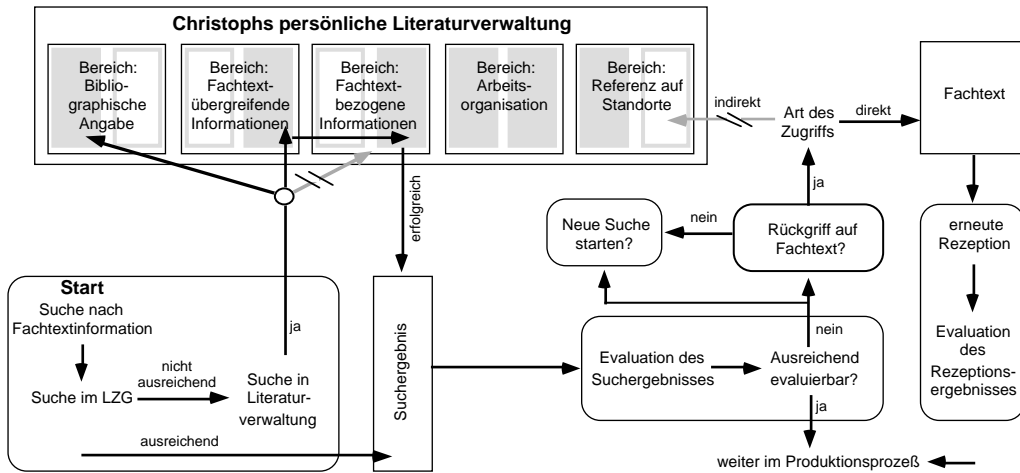 Christophs persönliche Literaturverwaltung
Bereich:
Biblio-
graphische
Angabe
Bereich:
Fachtext-
übergreifende
Informationen
Bereich:
Fachtext-
bezogene
Informationen
Bereich:
Arbeits-
organisation
Bereich:
Referenz auf
Standorte
indirekt
Art des
Zugriffs
direkt
Fachtext
erfolgreich
ja
Neue Suche
starten?
nein
Rückgriff auf
Fachtext?
erneute
Rezeption
Evaluation
des
Rezeptions-
ergebnisses
Start
Suche nach
Fachtextinformation
Suche im LZG
nicht
ausreichend
Suche in
Literatur-
verwaltung
ja
ausreichend
Suchergebnis
Evaluation des
Suchergebnisses
Ausreichend
evaluierbar?
nein
ja
weiter im Produktionsprozeß